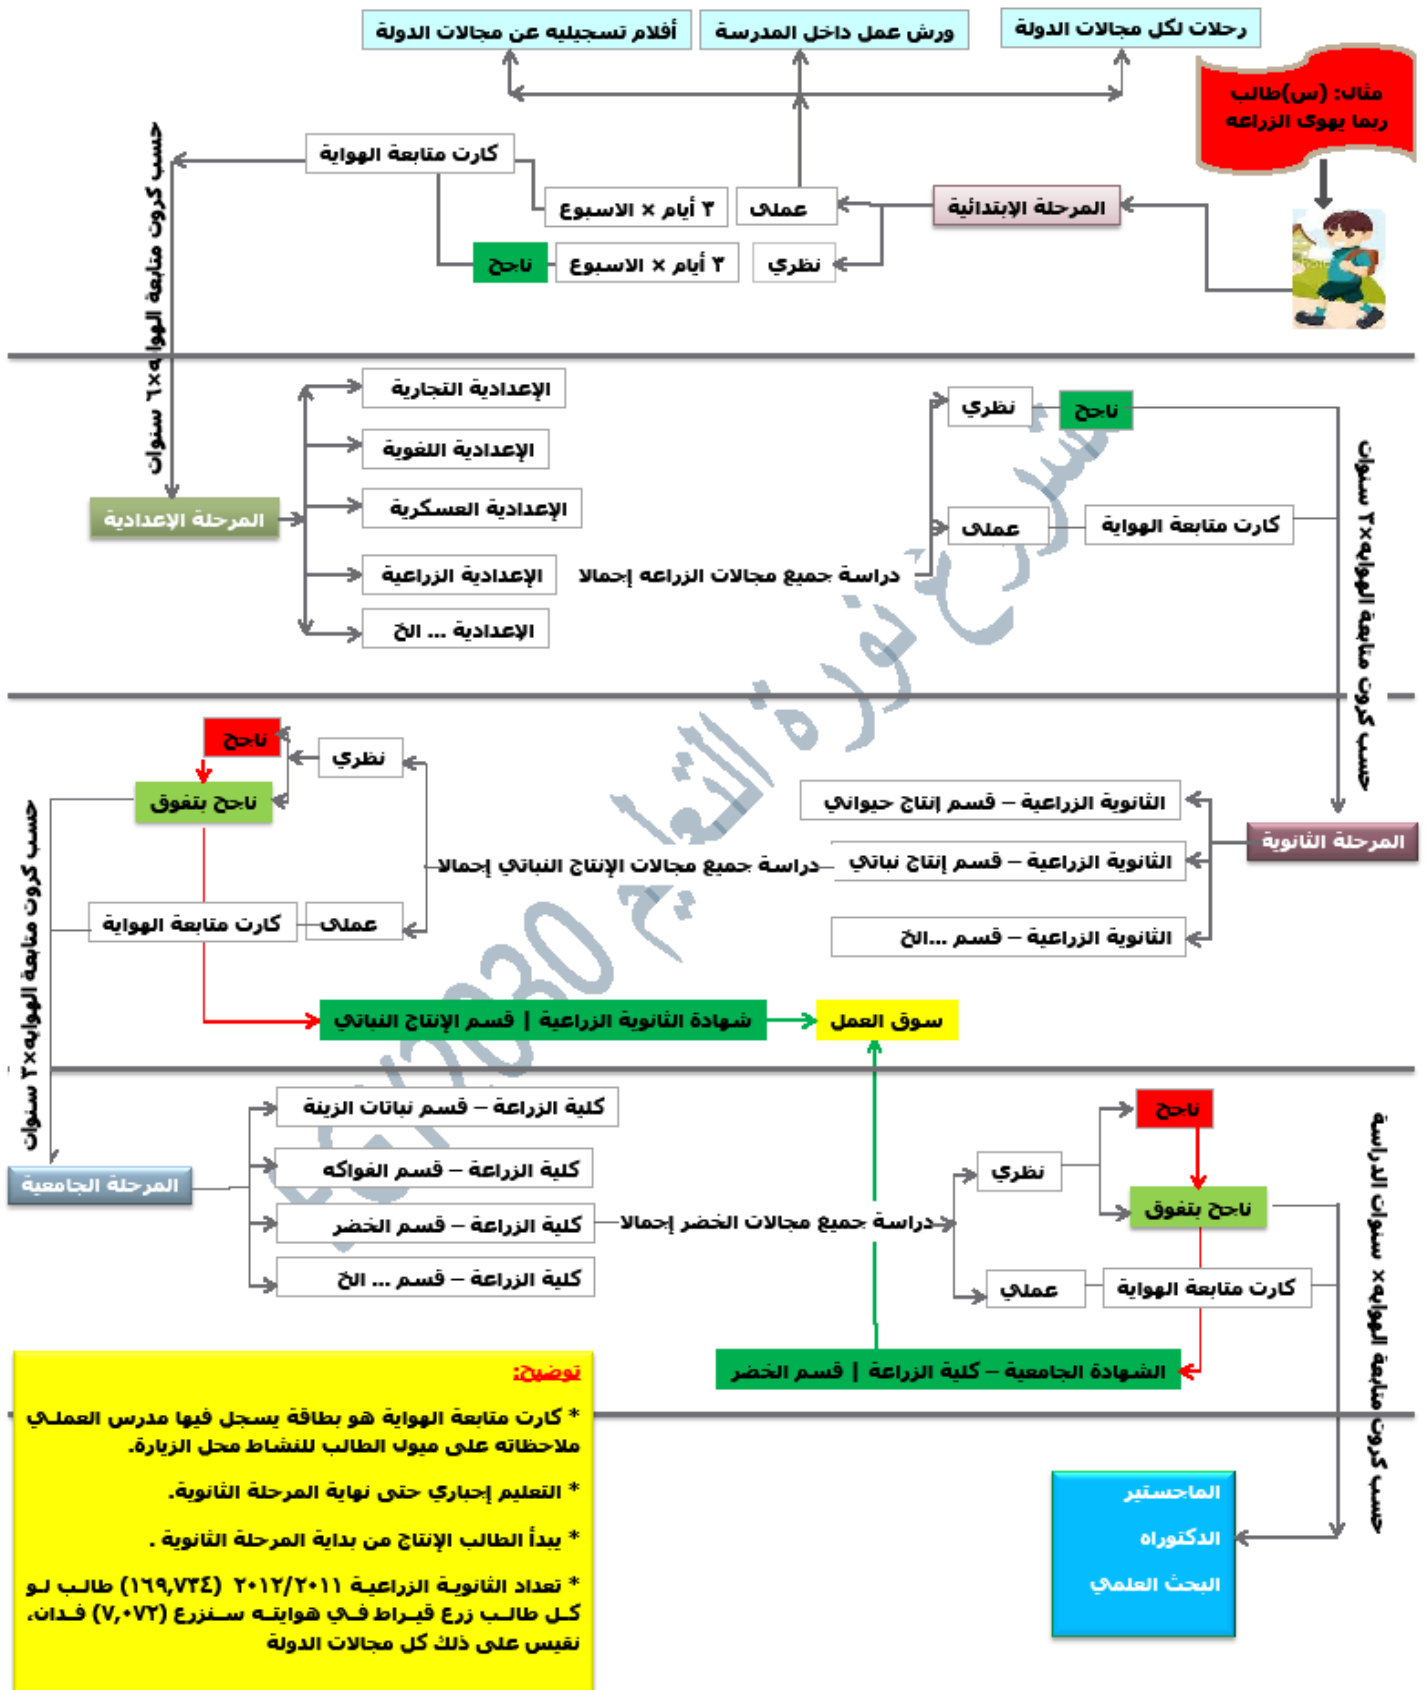 رحلات لكل مجالات الدولة
ورش عمل داخل المدرسة
أفلام تسجيليه عن مجالات الدولة
مثال: (س)طالب
ربما يهوى الزراعه
كارت متابعة الهواية
المرحلة الإبتدائية
عملى
٣ أيام × الاسبوع
نظري
٣ أيام × الاسبوع
ناجح
حسب كروت متابعة الهوايه×٦ سنوات
المرحلة الإعدادية
الإعدادية التجارية
الإعدادية اللغوية
الإعدادية العسكرية
الإعدادية الزراعية
الإعدادية ... الخ
دراسة جميع مجالات الزراعه إجمالا
نظري
ناجح
عملى
كارت متابعة الهواية
حسب كروت متابعة الهوايه×٣ سنوات
المرحلة الثانوية
الثانوية الزراعية – قسم إنتاج حيواني
الثانوية الزراعية – قسم إنتاج نباتي
الثانوية الزراعية – قسم ...الخ
دراسة جميع مجالات الإنتاج النباتي إجمالا
نظري
ناجح
ناجح بتفوق
عملى
كارت متابعة الهواية
شهادة الثانوية الزراعية | قسم الإنتاج النباتي
سوق العمل
حسب كروت متابعة الهوايه×٣ سنوات
المرحلة الجامعية
كلية الزراعة – قسم نباتات الزينة
كلية الزراعة – قسم الفواكه
كلية الزراعة – قسم الخضر
كلية الزراعة – قسم ... الخ
دراسة جميع مجالات الخضر إجمالا
نظري
ناجح
ناجح بتفوق
عملي
كارت متابعة الهواية
الشهادة الجامعية – كلية الزراعة | قسم الخضر
حسب كروت متابعة الهوايه× سنوات الدراسة
الماجستير
الدكتوراه
البحث العلمي
توضيح:
* كارت متابعة الهواية هو بطاقة يسجل فيها مدرس العملي
ملاحظاته على ميول الطالب للنشاط محل الزيارة.
* التعليم إجباري حتى نهاية المرحلة الثانوية.
* يبدأ الطالب الإنتاج من بداية المرحلة الثانوية .
* تعداد الثانوية الزراعية ٢٠١٢/٢٠١١ (١٦٩,٧٣٤) طالب لو
كل طالب زرع قيراط في هوايته سنزرع (٧,٠٧٢) فدان،
نقيس على ذلك كل مجالات الدولة
ثورة التعليم 2030